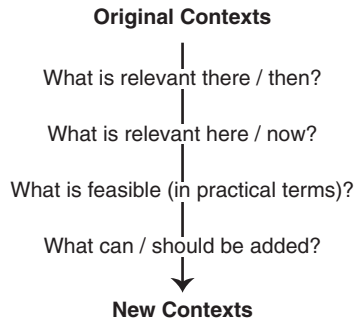 Original Contexts
What is relevant there / then?
What is relevant here / now?
What is feasible (in practical terms)?
What can / should be added?
New Contexts